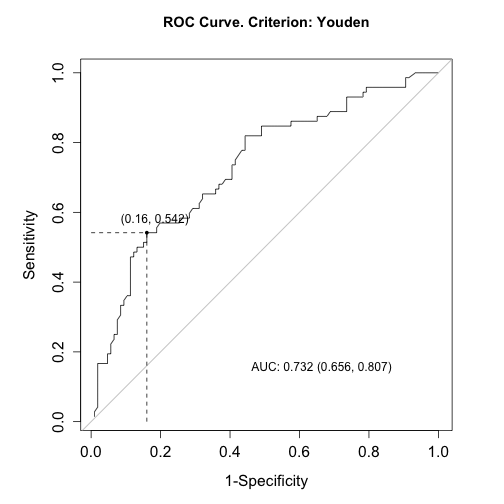 ROC Curve. Criterion: Youden
1.0
0.8
0.6
0.4
0.2
0.0
Sensitivity
(0.16, 0.542)
AUC: 0.732 (0.656, 0.807)
0.0 0.2 0.4 0.6 0.8 1.0
1-Specificity